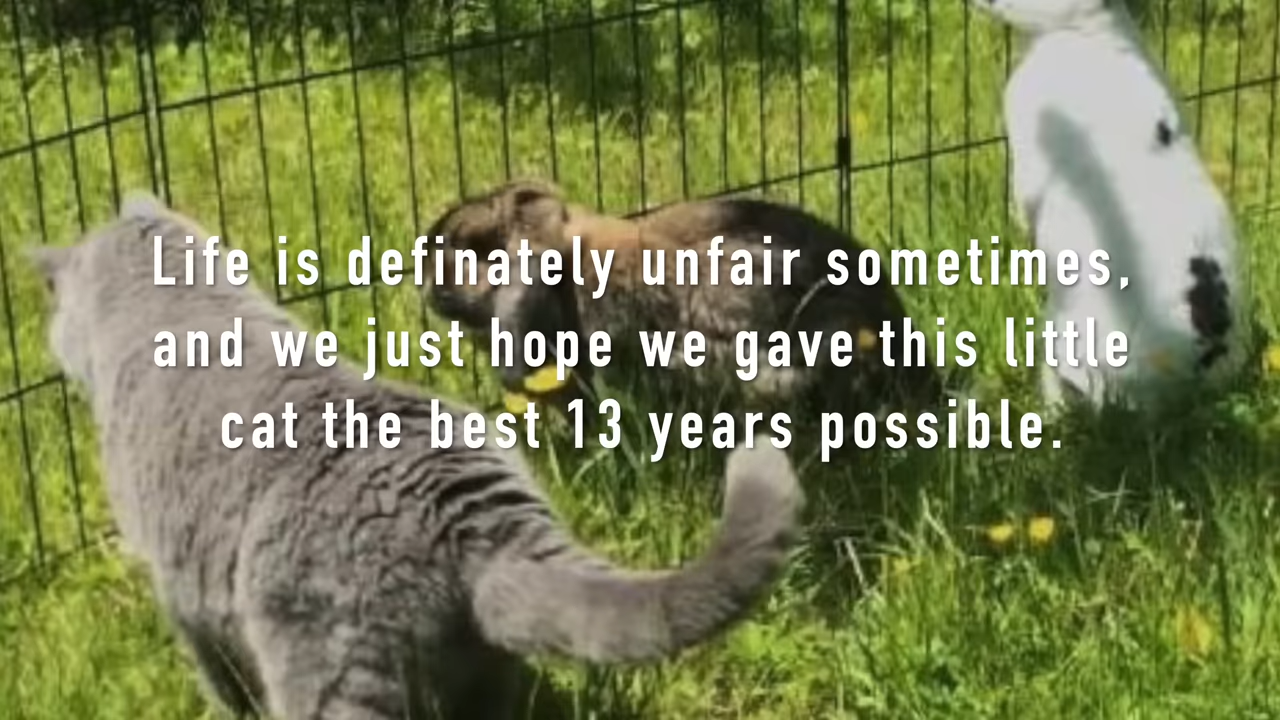 Life is definately unfair sometimes,
and we just hope we gave this little
cat the best 13 years possible.